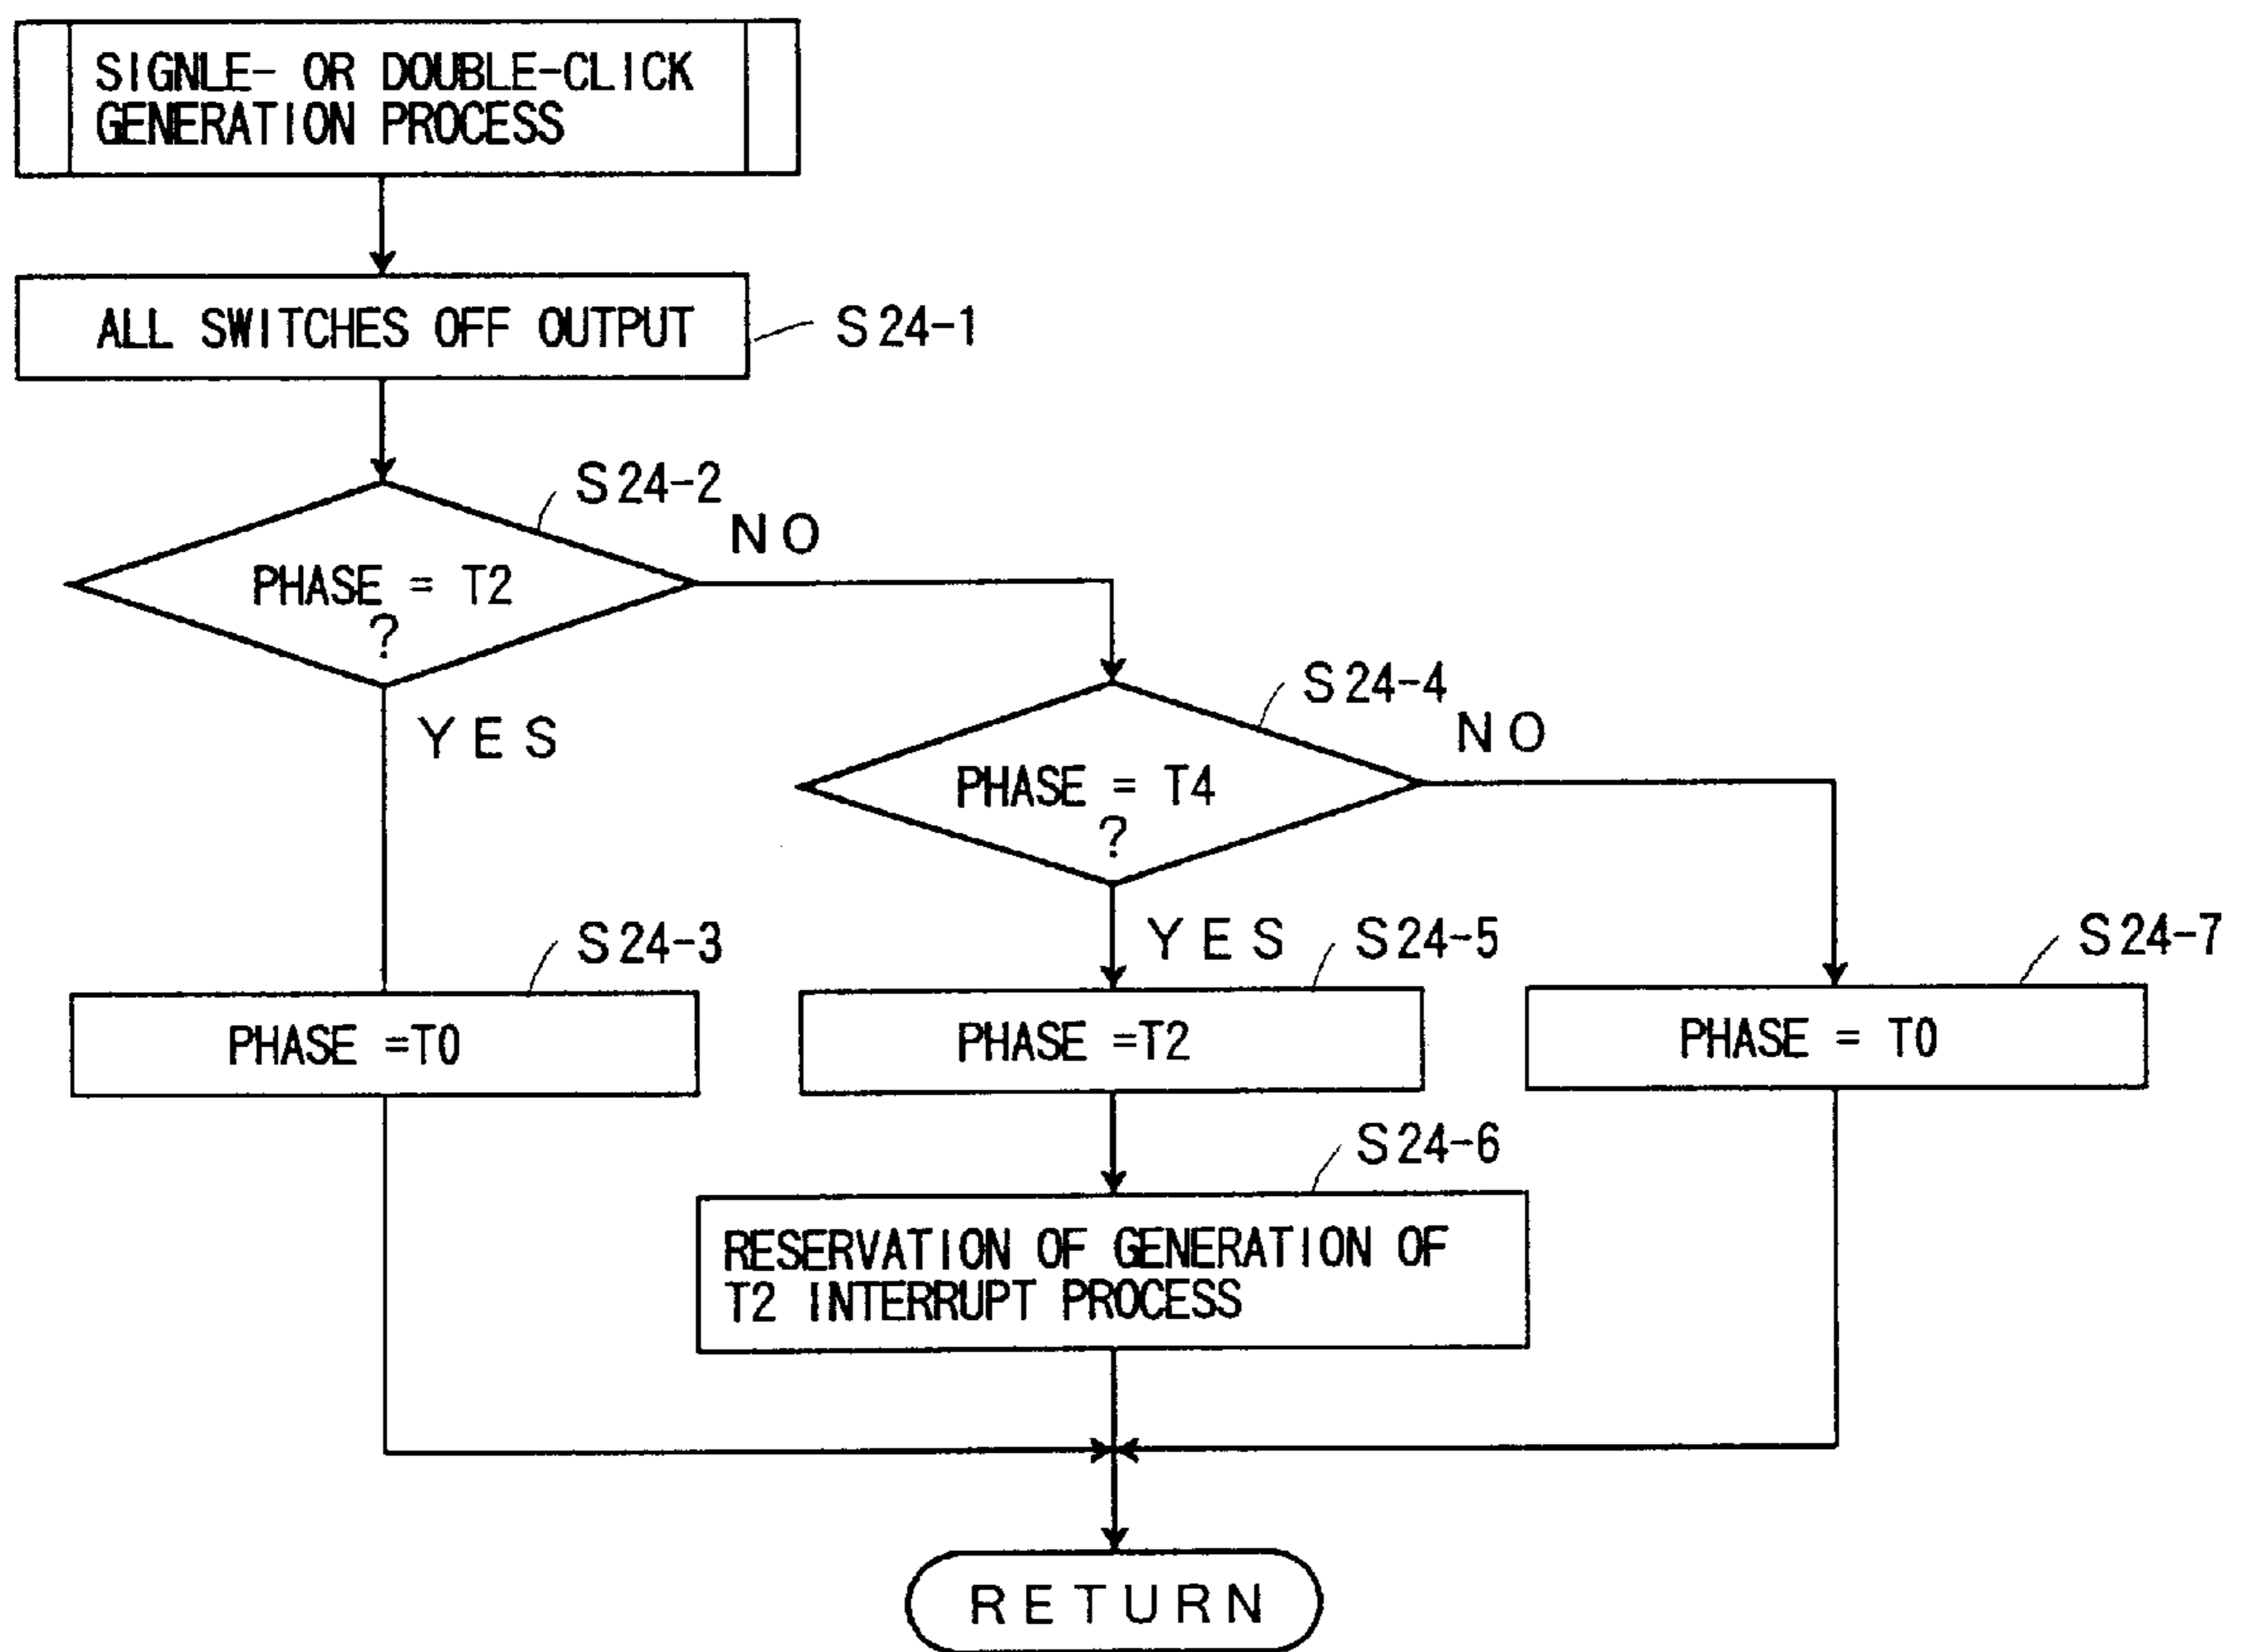 SIGNLE- OR DOUBLE-CLICK
GENERATION PROCESS
ALL SWITCHES OFF OUTPUT
S24-1
S24-2
NO
PHASE = T2
?
YES
S24-4
NO
PHASE = T4
?
YES
S24-3
PHASE =T0
S24-5
PHASE =T2
S24-7
PHASE = T0
S24-6
RESERVATION OF GENERATION OF
T2 INTERRUPT PROCESS
RETURN